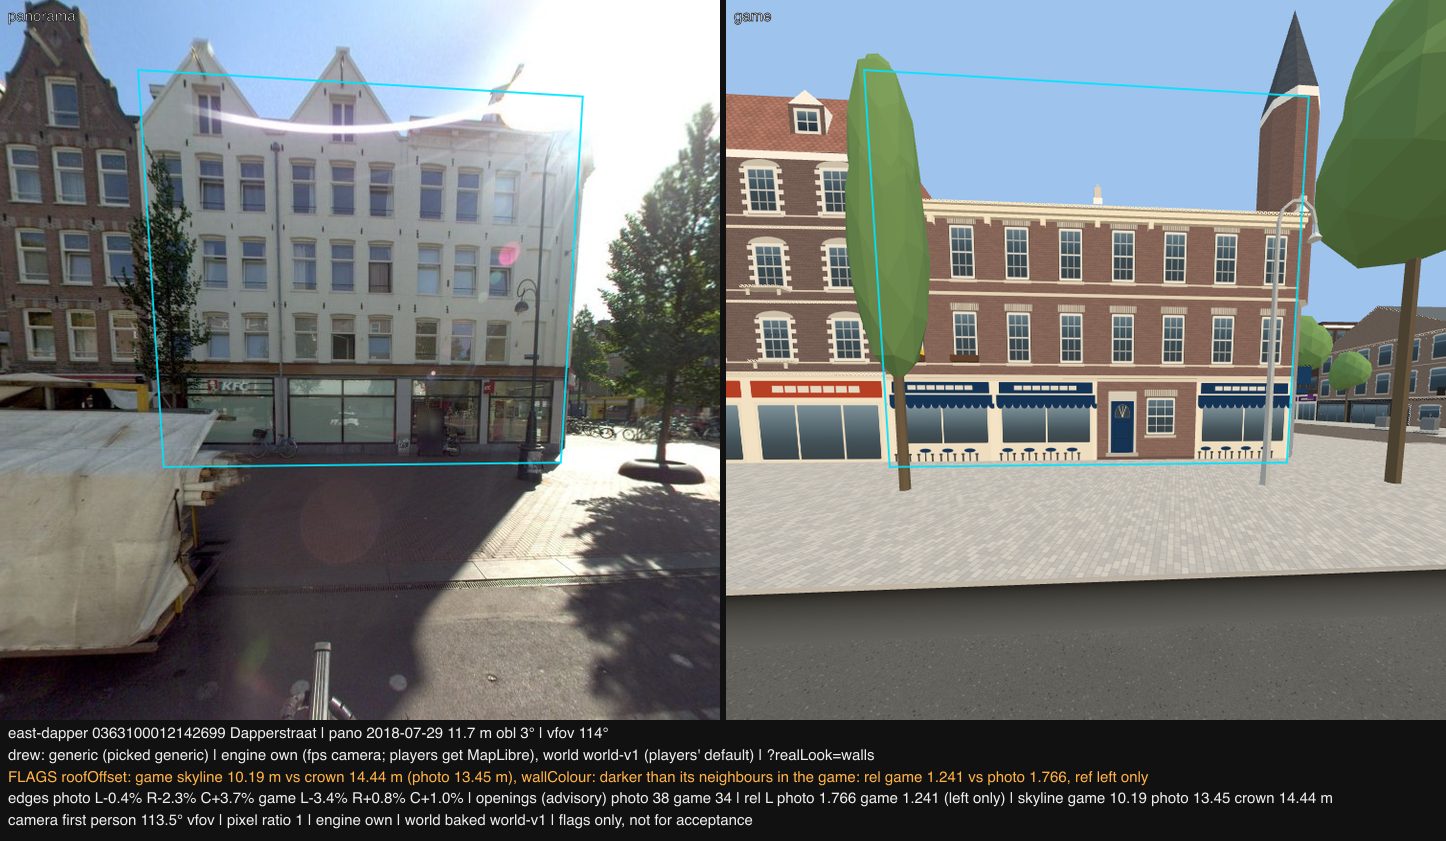 panorama
game
KFC
east-dapper 0363100012142699 Dapperstraat | pano 2018-07-29 11.7 m obl 3° | vfov 114°
drew: generic (picked generic) | engine own (fps camera; players get MapLibre), world world-v1 (players' default) | ?realLook=walls
FLAGS roofOffset: game skyline 10.19 m vs crown 14.44 m (photo 13.45 m), wallColour: darker than its neighbours in the game: rel game 1.241 vs photo 1.766, ref left only
edges photo L-0.4% R-2.3% C+3.7% game L-3.4% R+0.8% C+1.0% | openings (advisory) photo 38 game 34 | rel L photo 1.766 game 1.241 (left only) | skyline game 10.19 photo 13.45 crown 14.44 m
camera first person 113.5° vfov | pixel ratio 1 | engine own | world baked world-v1 | flags only, not for acceptance